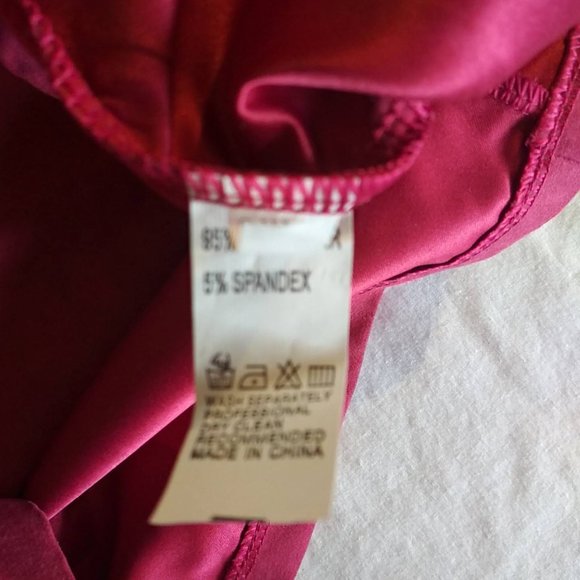 95%
5% SPANDEX
WASH SEPARATELY
PROFESSIONAL
DRY CLEAN
RECOMMENDED
MADE IN CHINA